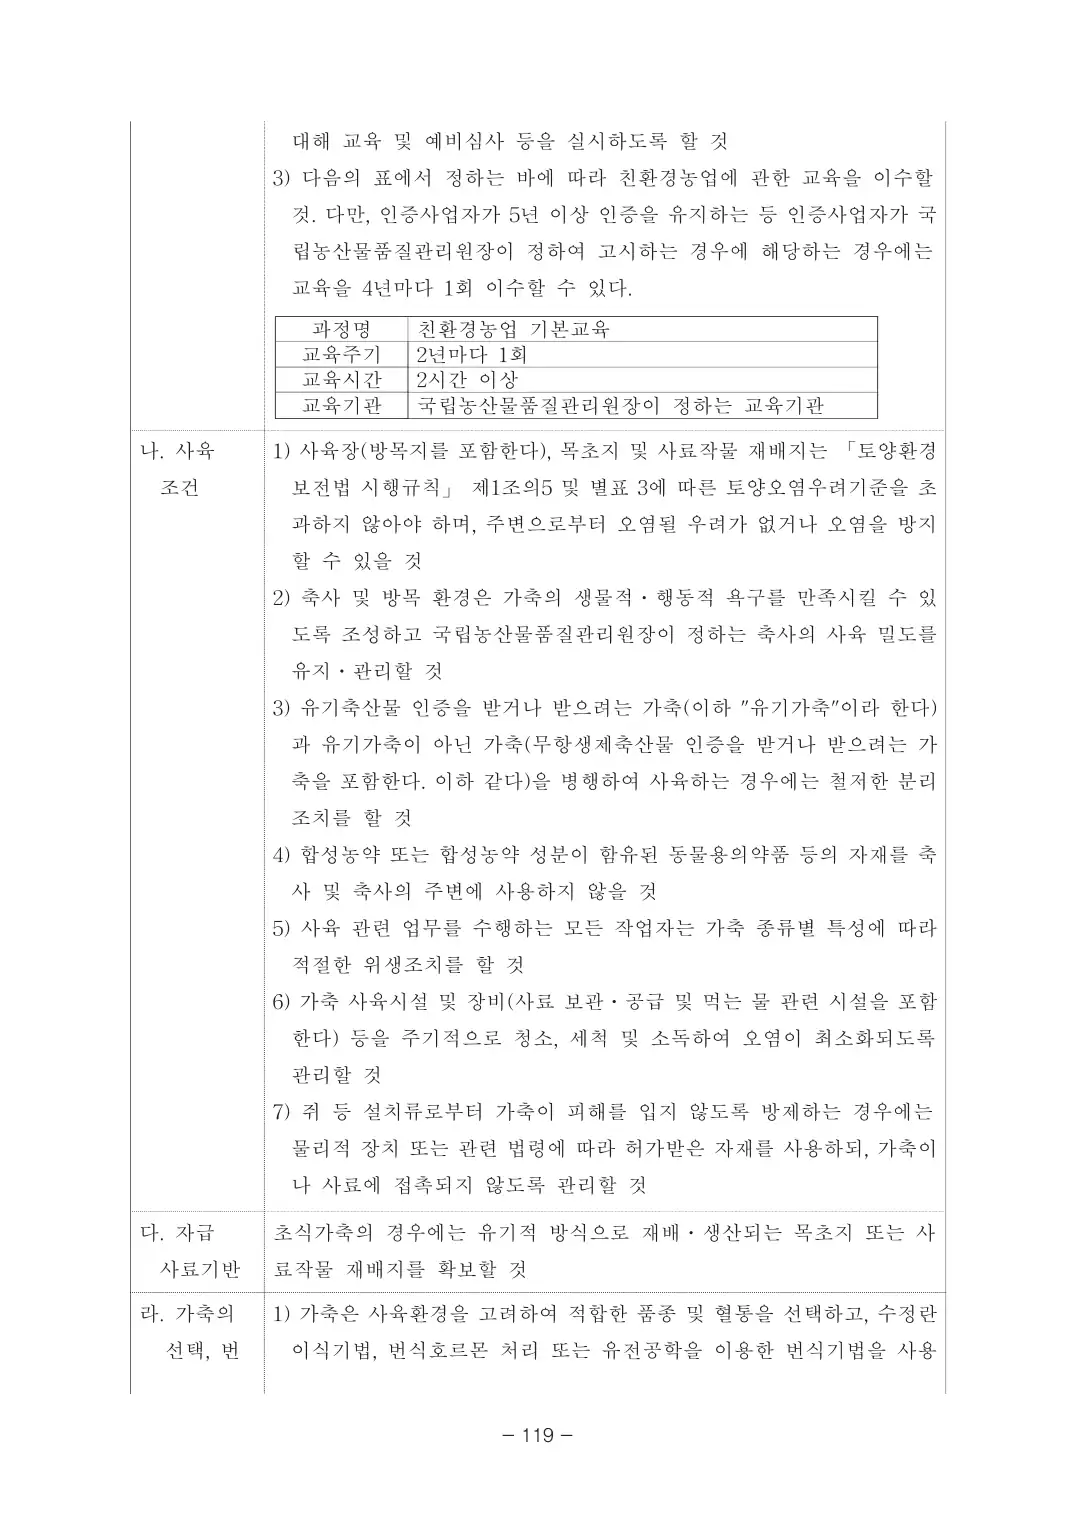 대해 교육 및 예비심사 등을 실시하도록 할 것
3) 다음의 표에서 정하는 바에 따라 친환경농업에 관한 교육을 이수할
것. 다만, 인증사업자가 5년 이상 인증을 유지하는 등 인증사업자가 국
립농산물품질관리원장이 정하여 고시하는 경우에 해당하는 경우에는
교육을 4년마다 1회 이수할 수 있다.
과정명 친환경농업 기본교육
교육주기 2년마다 1회
교육시간 2시간 이상
교육기관 국립농산물품질관리원장이 정하는 교육기관
나. 사육 1) 사육장(방목지를 포함한다), 목초지 및 사료작물 재배지는 「토양환경
조건 보전법 시행규칙」 제1조의5 및 별표 3에 따른 토양오염우려기준을 초
과하지 않아야 하며, 주변으로부터 오염될 우려가 없거나 오염을 방지
할 수 있을 것
2) 축사 및 방목 환경은 가축의 생물적·행동적 욕구를 만족시킬 수 있
도록 조성하고 국립농산물품질관리원장이 정하는 축사의 사육 밀도를
유지·관리할 것
3) 유기축산물 인증을 받거나 받으려는 가축(이하 "유기가축"이라 한다)
과 유기가축이 아닌 가축(무항생제축산물 인증을 받거나 받으려는 가
축을 포함한다. 이하 같다)을 병행하여 사육하는 경우에는 철저한 분리
조치를 할 것
4) 합성농약 또는 합성농약 성분이 함유된 동물용의약품 등의 자재를 축
사 및 축사의 주변에 사용하지 않을 것
5) 사육 관련 업무를 수행하는 모든 작업자는 가축 종류별 특성에 따라
적절한 위생조치를 할 것
6) 가축 사육시설 및 장비(사료 보관·공급 및 먹는 물 관련 시설을 포함
한다) 등을 주기적으로 청소, 세척 및 소독하여 오염이 최소화되도록
관리할 것
7) 쥐 등 설치류로부터 가축이 피해를 입지 않도록 방제하는 경우에는
물리적 장치 또는 관련 법령에 따라 허가받은 자재를 사용하되, 가축이
나 사료에 접촉되지 않도록 관리할 것
다. 자급 초식가축의 경우에는 유기적 방식으로 재배·생산되는 목초지 또는 사
사료기반 료작물 재배지를 확보할 것
라. 가축의 1) 가축은 사육환경을 고려하여 적합한 품종 및 혈통을 선택하고, 수정란
선택, 번 이식기법, 번식호르몬 처리 또는 유전공학을 이용한 번식기법을 사용
- 119 -